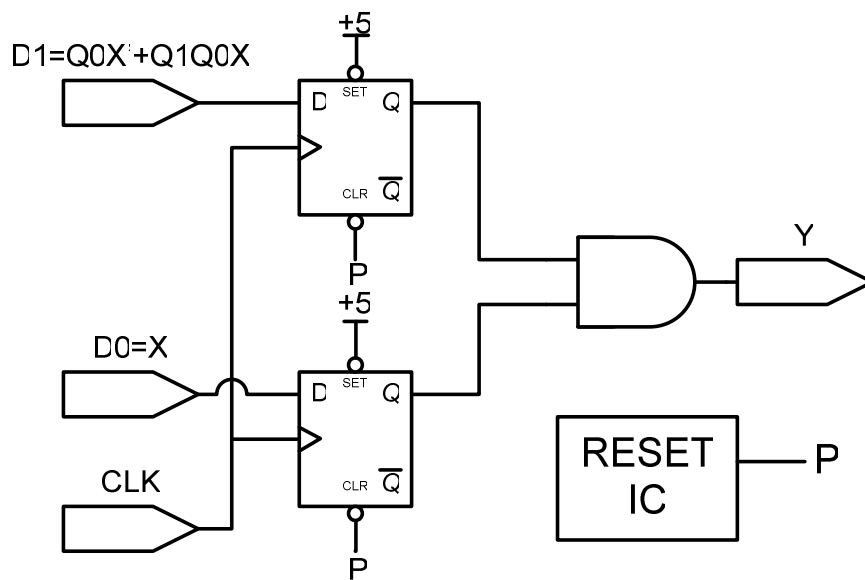 +5
D1=Q0X'+Q1Q0X
D SET Q
CLR Q̅
P
+5
D0=X
D SET Q
CLR Q̅
P
CLK
Y
RESET
IC
P